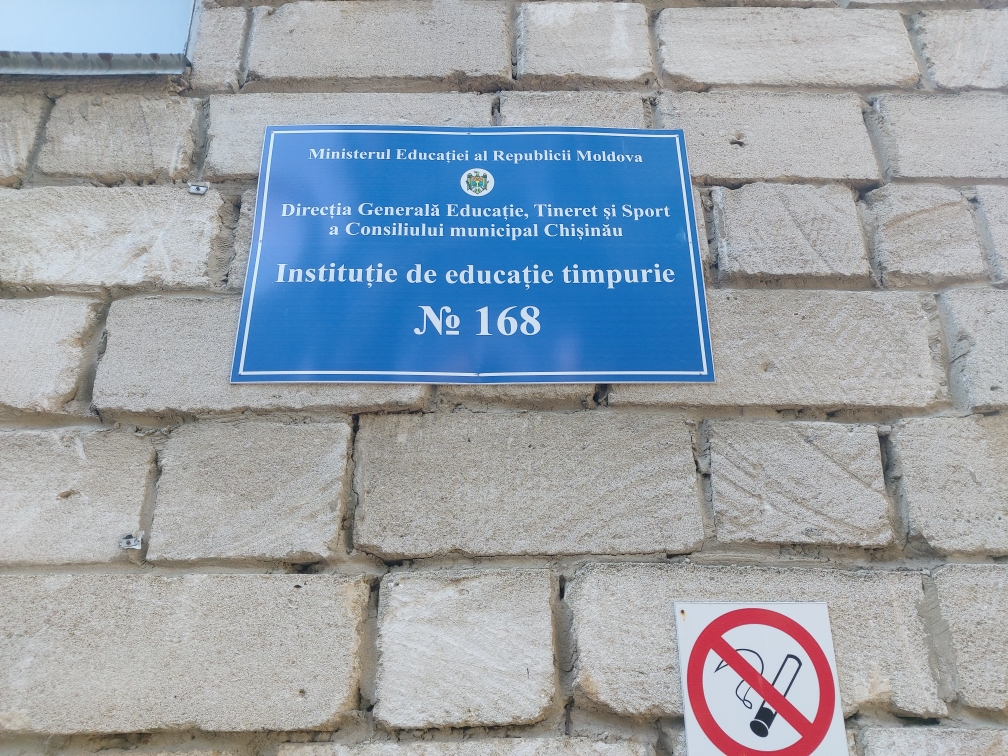 Ministerul Educației al Republicii Moldova
Direcția Generală Educație, Tineret și Sport
a Consiliului municipal Chișinău
Instituție de educație timpurie
№ 168